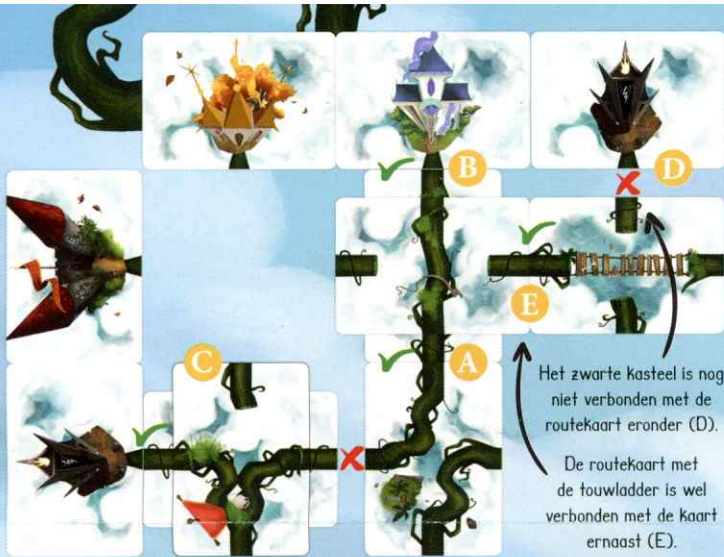 B
D
E
C
A
Het zwarte kasteel is nog
niet verbonden met de
routekaart eronder (D).
De routekaart met
de touwladder is wel
verbonden met de kaart
ernaast (E).